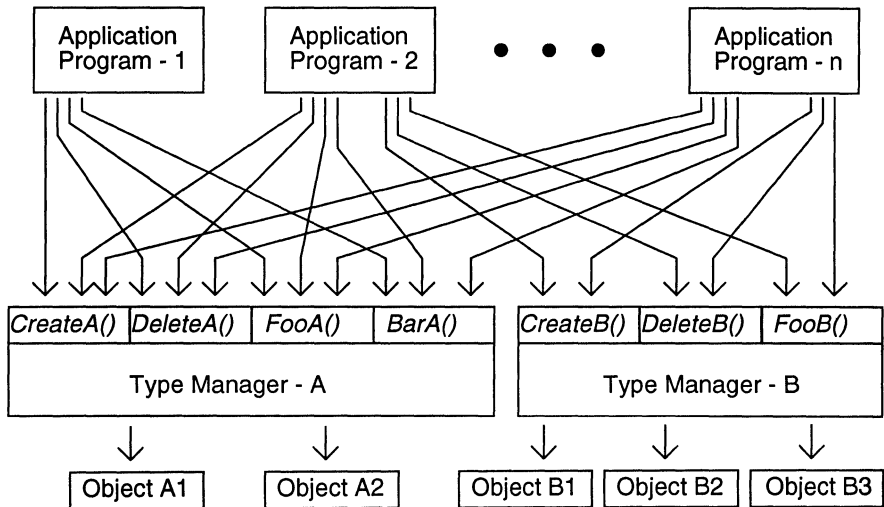 Application
Program - 1
Application
Program - 2
Application
Program - n
CreateA() DeleteA() FooA() BarA()
CreateB() DeleteB() FooB()
Type Manager - A
Type Manager - B
Object A1
Object A2
Object B1
Object B2
Object B3